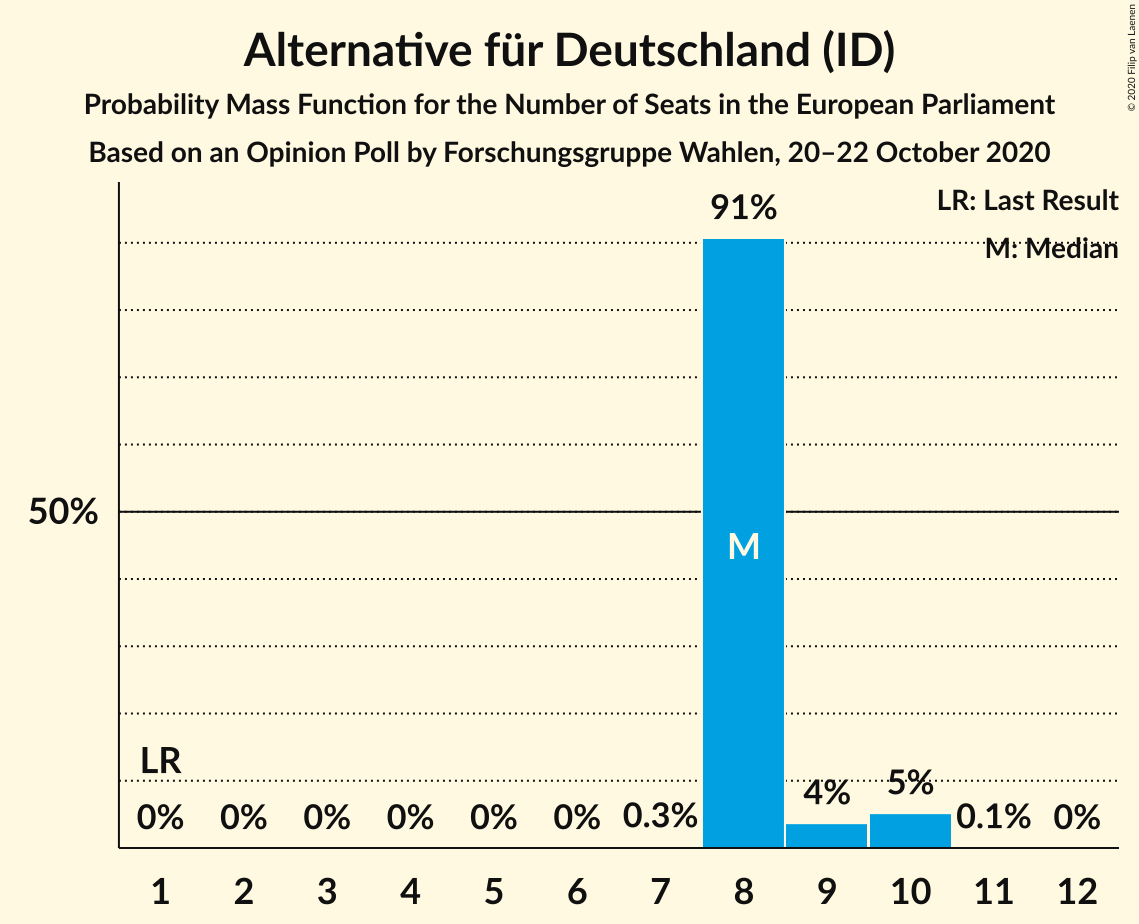 Alternative für Deutschland (ID)
Probability Mass Function for the Number of Seats in the European Parliament
Based on an Opinion Poll by Forschungsgruppe Wahlen, 20–22 October 2020
© 2020 Filip van Laenen
LR: Last Result
M: Median
91%
50%
M
LR
0% 0% 0% 0% 0% 0% 0.3% 4% 5% 0.1% 0%
1 2 3 4 5 6 7 8 9 10 11 12